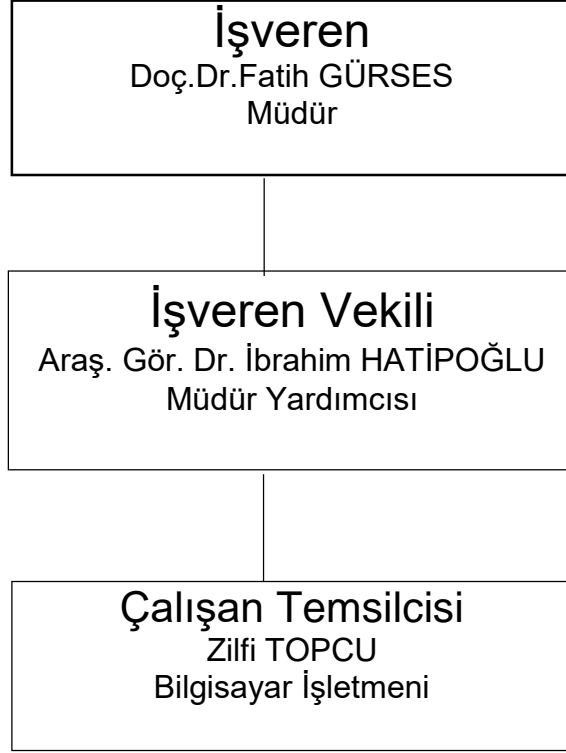 İşveren
Doç.Dr.Fatih GÜRSES
Müdür
İşveren Vekili
Araş. Gör. Dr. İbrahim HATİPOĞLU
Müdür Yardımcısı
Çalışan Temsilcisi
Zilfi TOPCU
Bilgisayar İşletmeni